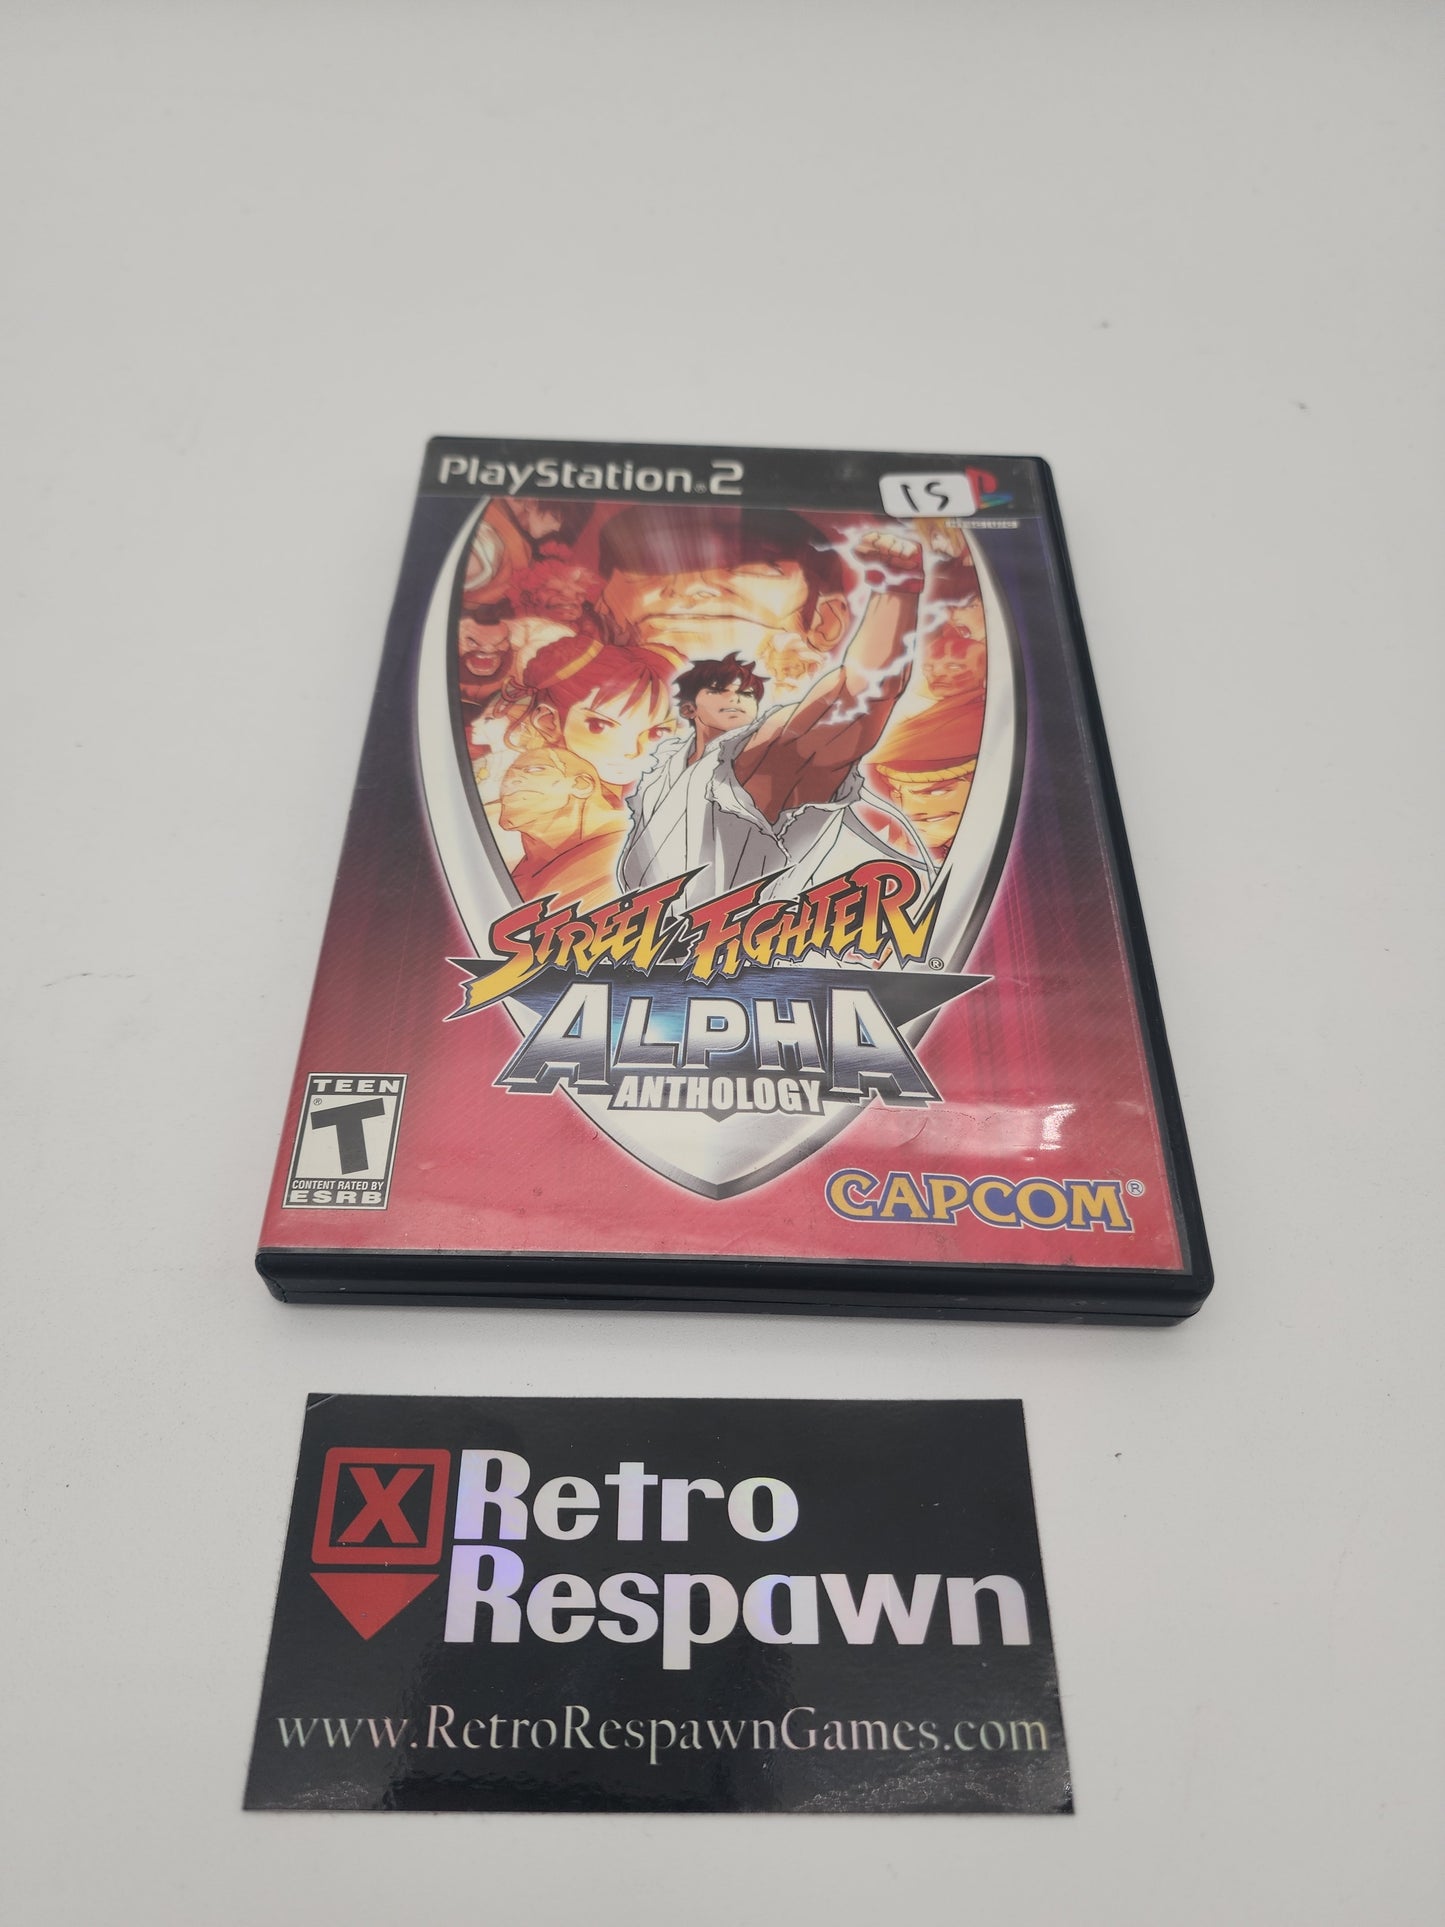 PlayStation®2
15
STREET FIGHTER®
ALPHA
ANTHOLOGY
TEEN
T®
CONTENT RATED BY
ESRB
CAPCOM®
X
Retro
Respawn
www.RetroRespawnGames.com